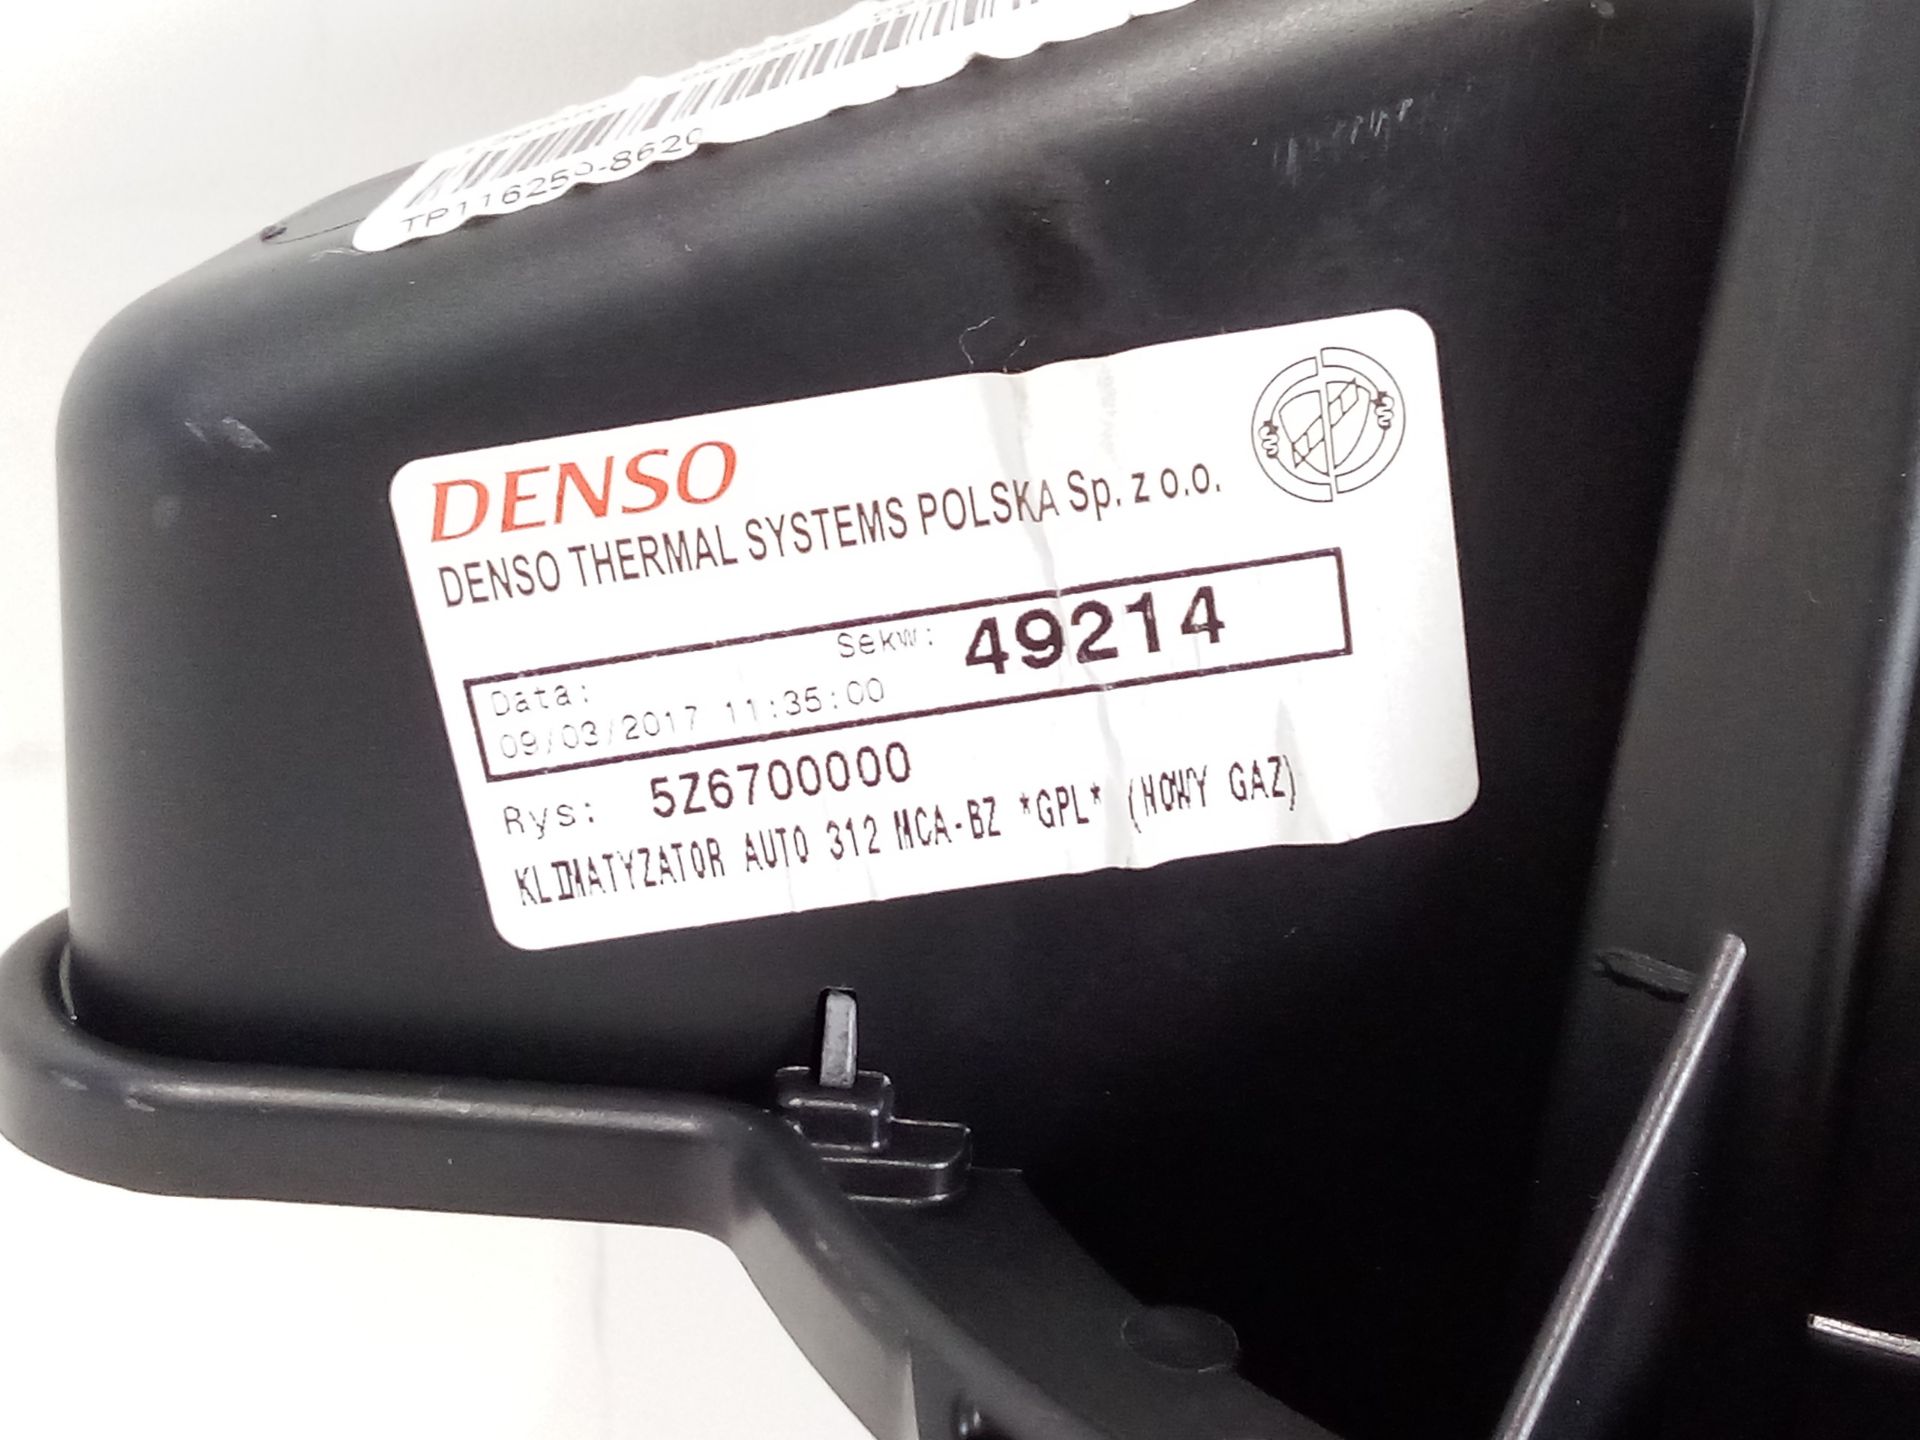 TP116259-8620
DENSO
DENSO THERMAL SYSTEMS POLSKA Sp. z o.o.
Sekw: 49214
Data:
09/03/2017 11:35:00
Rys: 5Z6700000
KLIMATYZATOR AUTO 312 MCA-BZ *GPL* (NOWY GAZ)